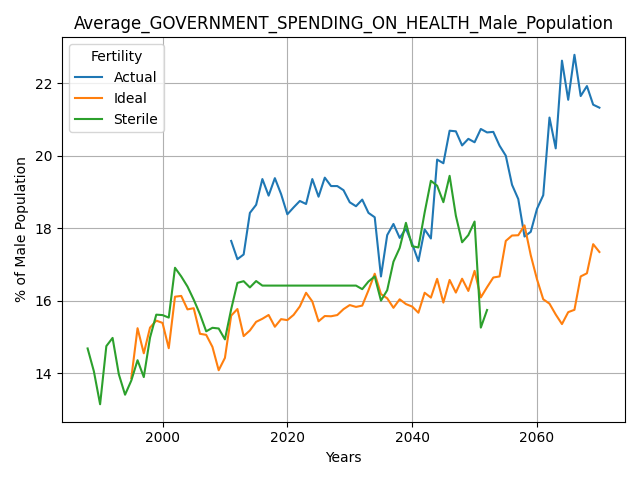 Average_GOVERNMENT_SPENDING_ON_HEALTH_Male_Population
Fertility
Actual
Ideal
Sterile
% of Male Population
22
20
18
16
14
2000 2020 2040 2060
Years